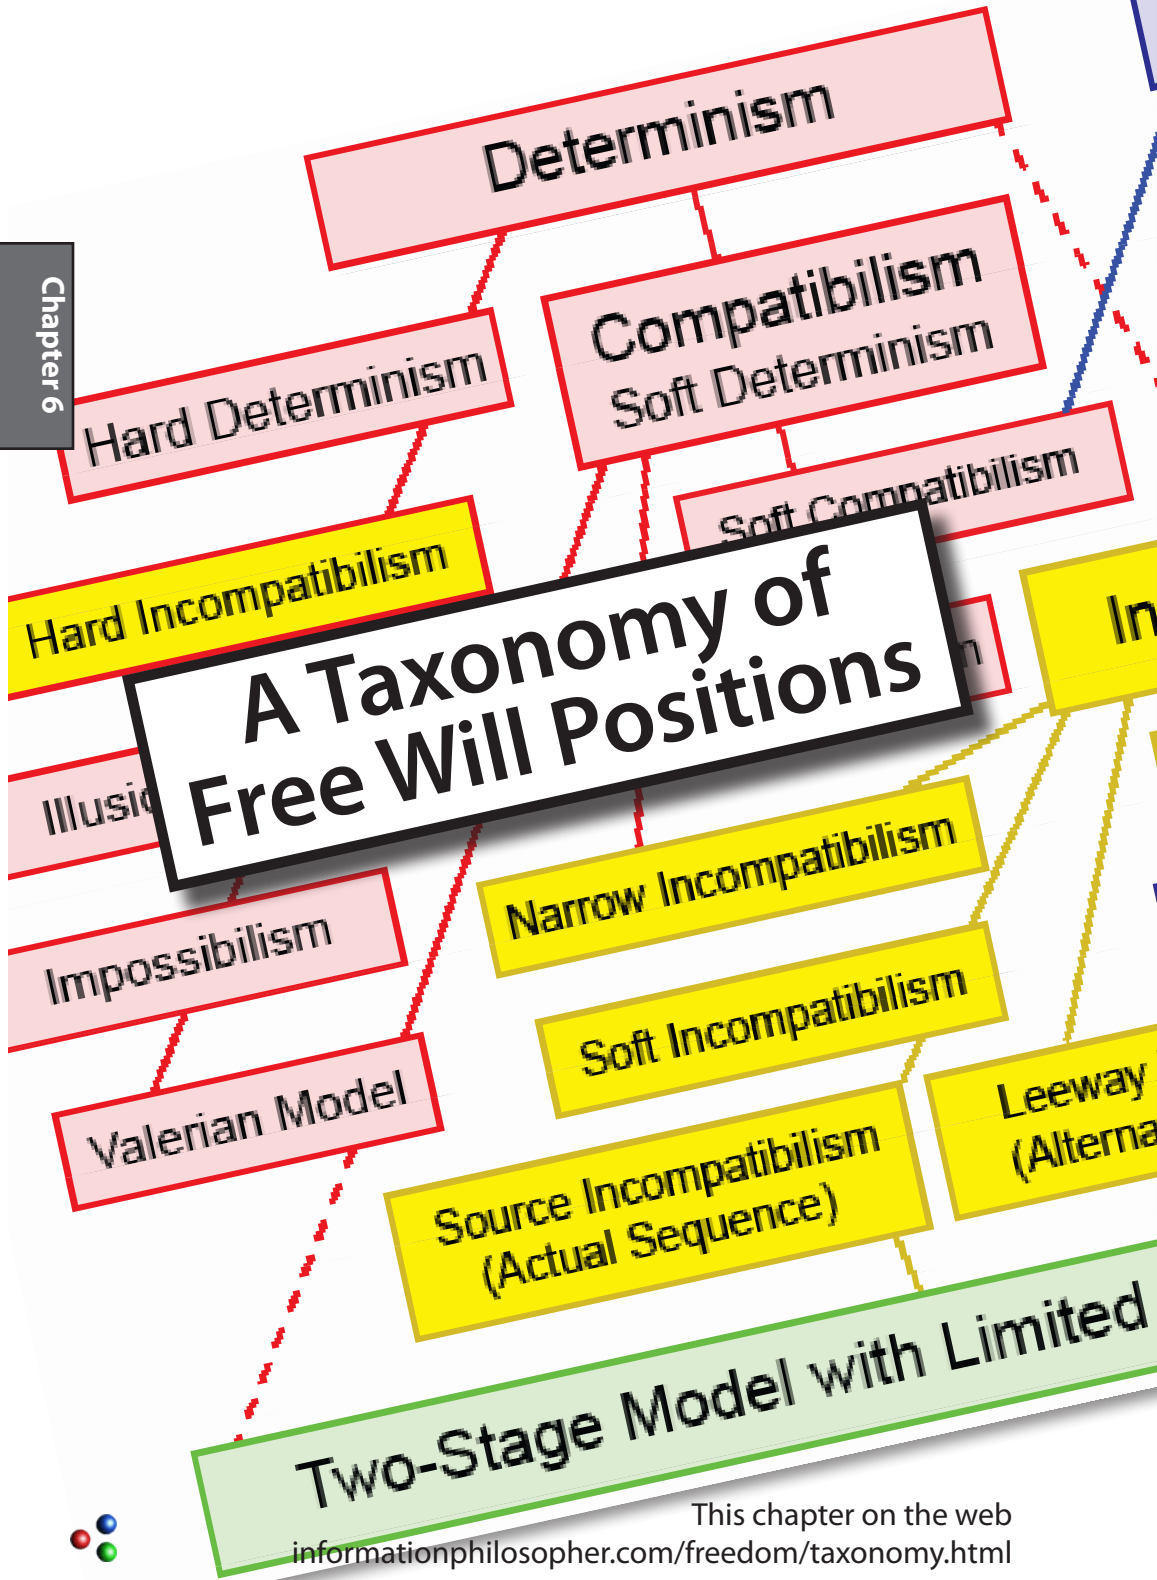 Determinism
Compatibilism
Soft Determinism
Chapter 6
Hard Determinism
Soft Compatibilism
Hard Incompatibilism
A Taxonomy of
Free Will Positions
Narrow Incompatibilism
Impossibilism
Soft Incompatibilism
Valerian Model
Leeway
Source Incompatibilism
(Actual Sequence)
Two-Stage Model with Limited
This chapter on the web
informationphilosopher.com/freedom/taxonomy.html